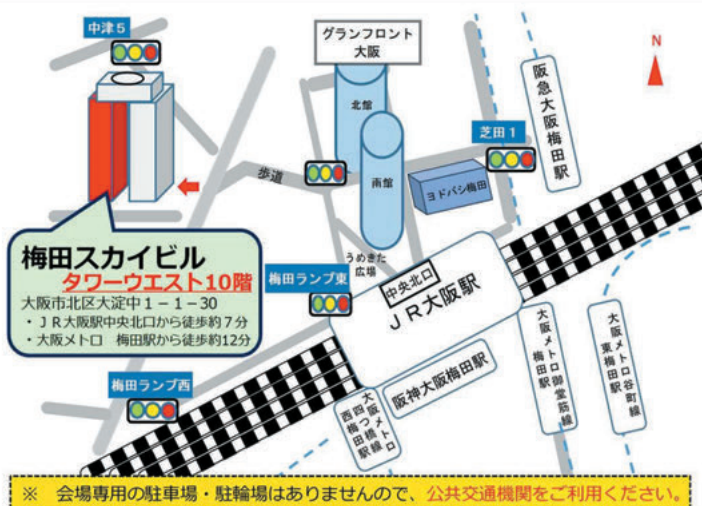 中津5
グランフロント
大阪
N
北館
南館
芝田1
阪急大阪梅田駅
ヨドバシ梅田
歩道
梅田スカイビル
タワーウエスト10階
大阪市北区大淀中1-1-30
・JR大阪駅中央北口から徒歩約7分
・大阪メトロ 梅田駅から徒歩約12分
うめきた
広場
梅田ランプ東
中央北口
JR大阪駅
梅田ランプ西
阪神大阪梅田駅
大阪メトロ
四つ橋線
西梅田駅
大阪メトロ御堂筋線
梅田駅
大阪メトロ谷町線
東梅田駅
※ 会場専用の駐車場・駐輪場はありませんので、公共交通機関をご利用ください。